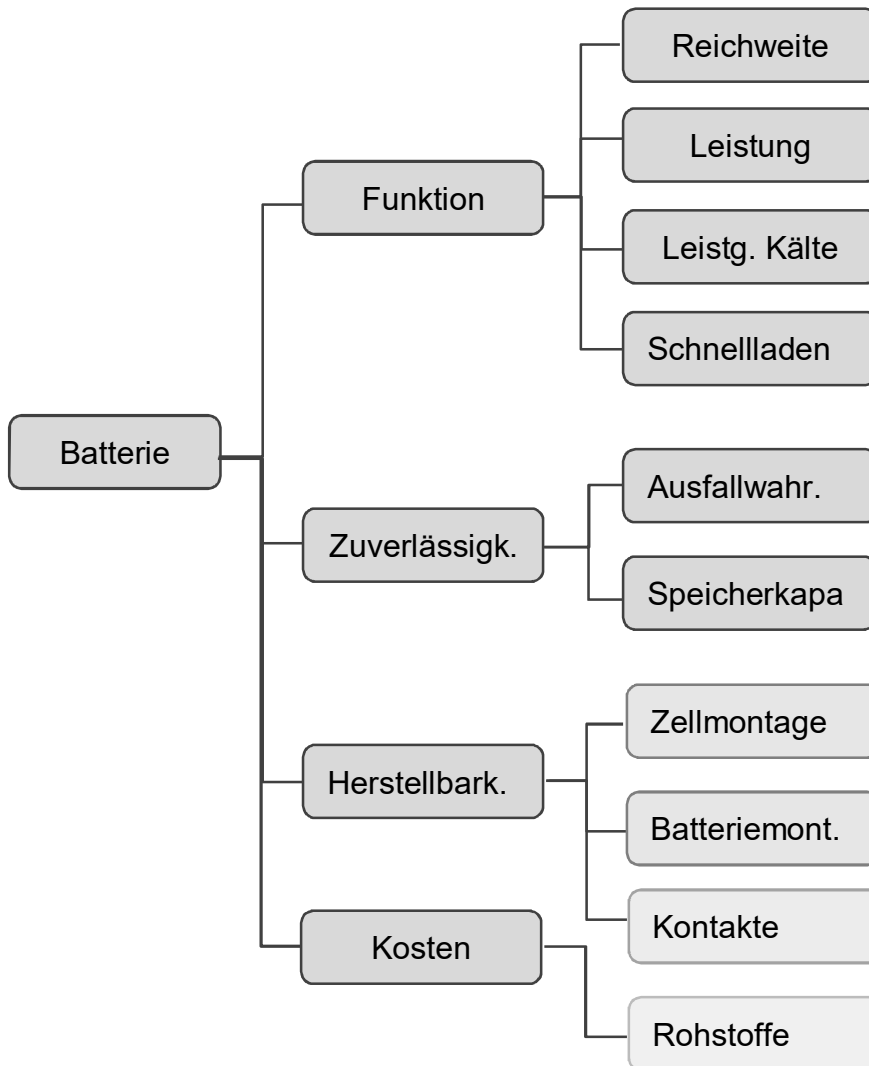 Reichweite
Leistung
Funktion
Leistg. Kälte
Schnellladen
Batterie
Ausfallwahr.
Zuverlässigk.
Speicherkapa
Zellmontage
Herstellbark.
Batteriemont.
Kontakte
Kosten
Rohstoffe